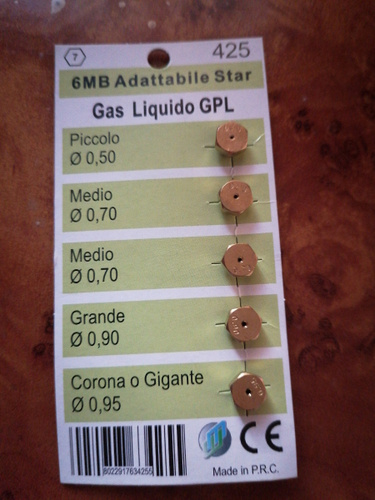 7
425
6MB Adattabile Star
Gas Liquido GPL
Piccolo
Ø 0,50
Medio
Ø 0,70
Medio
Ø 0,70
Grande
Ø 0,90
Corona o Gigante
Ø 0,95
8022917634255
CE
Made in P.R.C.